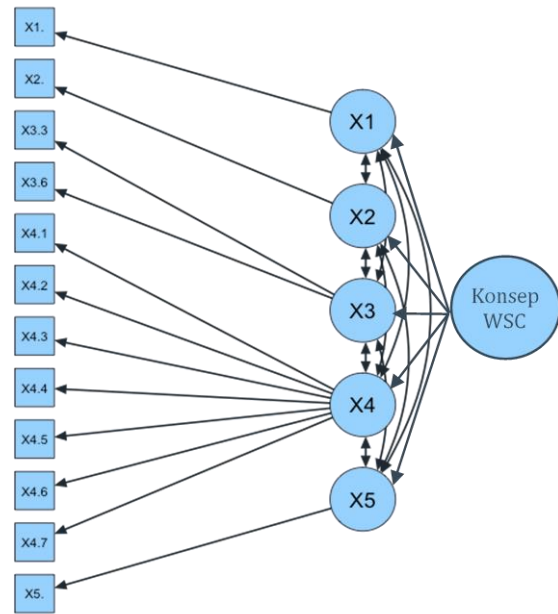 X1.
X2.
X3.3
X3.6
X4.1
X4.2
X4.3
X4.4
X4.5
X4.6
X4.7
X5.
X1
X2
X3
X4
X5
Konsep
WSC